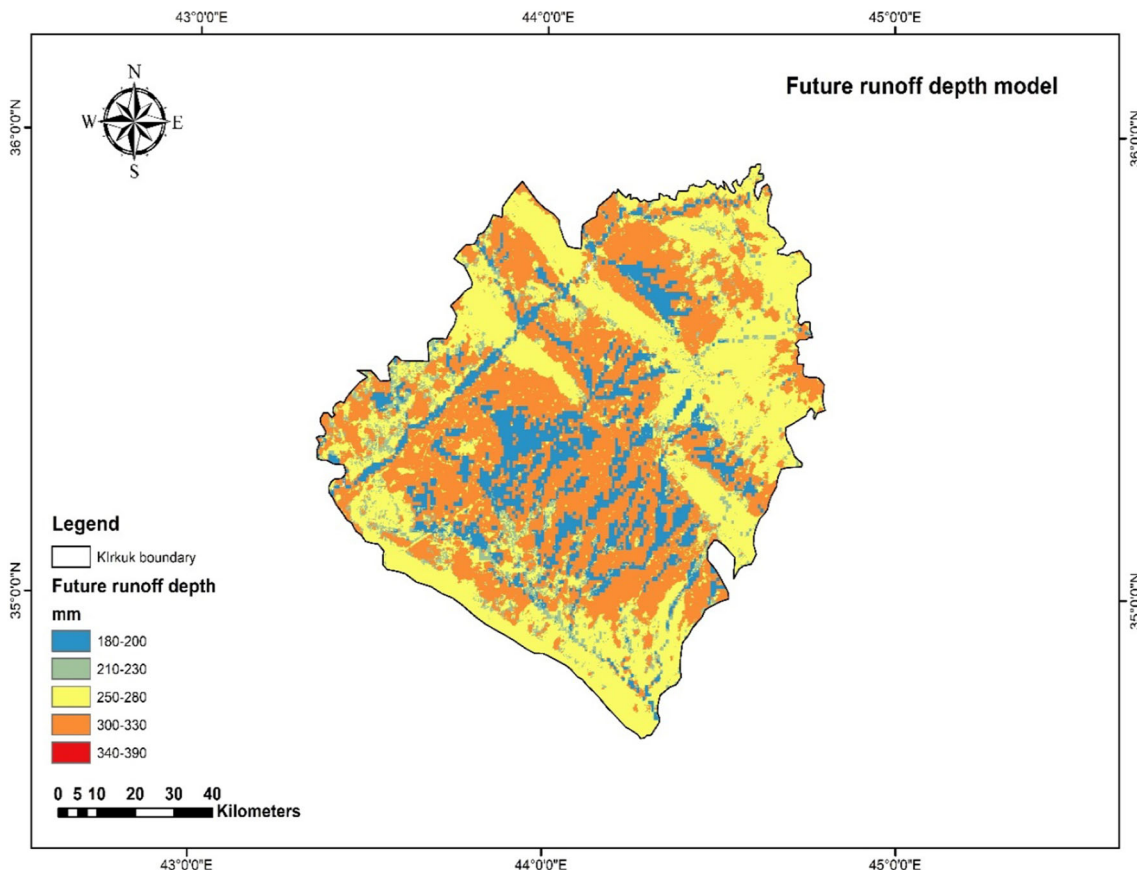 43°0'0"E 44°0'0"E 45°0'0"E
N
W E
S
Future runoff depth model
36°0'0"N
36°0'0"N
Legend
KIrkuk boundary
Future runoff depth
mm
180-200
210-230
250-280
300-330
340-390
35°0'0"N
35°0'0"N
0 5 10 20 30 40
Kilometers
43°0'0"E 44°0'0"E 45°0'0"E